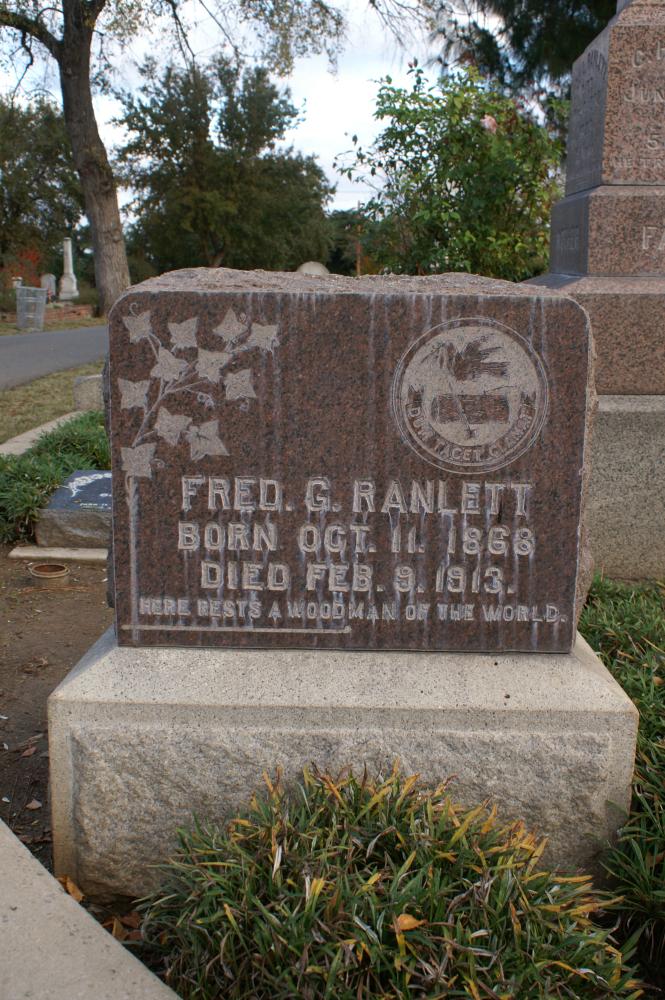 DUM TACET CLAMAT
FRED. G. RANLETT
BORN OCT. 11. 1868
DIED FEB. 9. 1913.
HERE RESTS A WOODMAN OF THE WORLD.